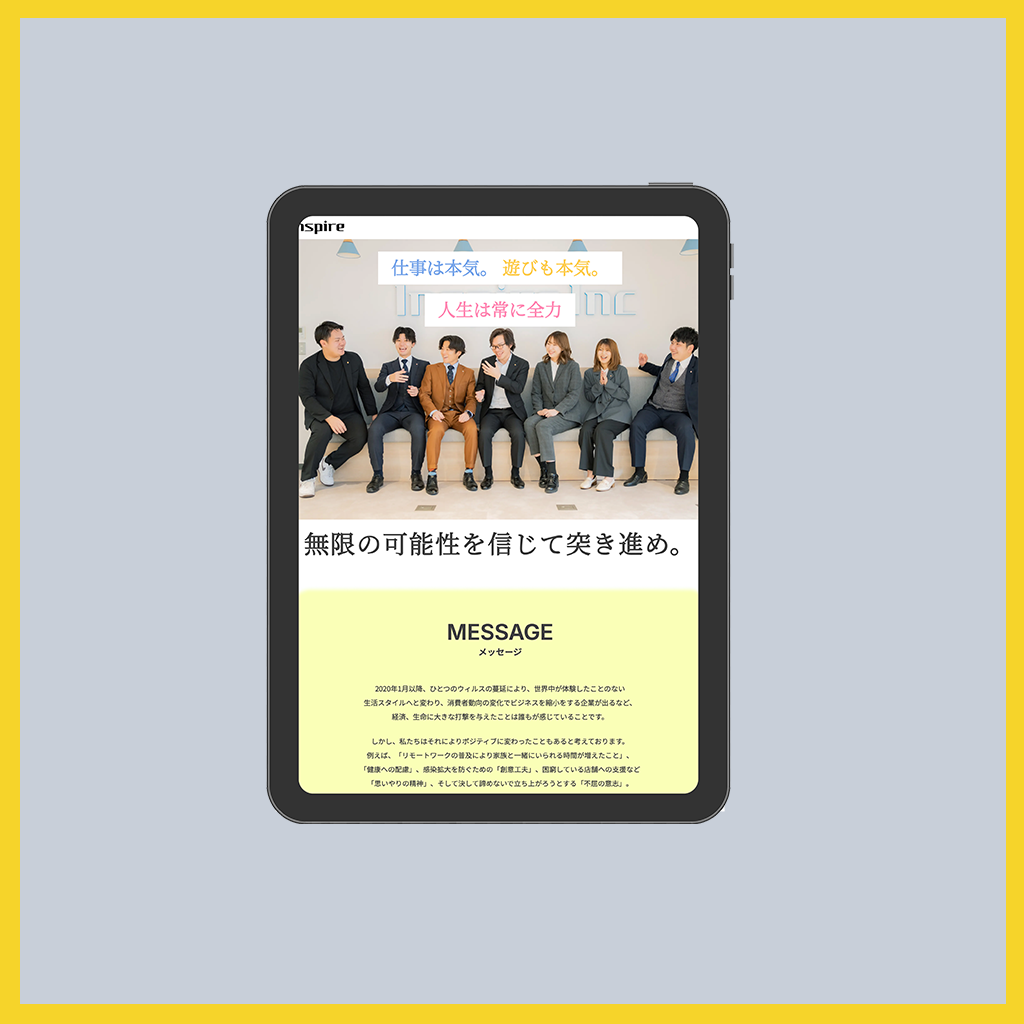 nspire
仕事は本気。 遊びも本気。
人生は常に全力
無限の可能性を信じて突き進め。
MESSAGE
メッセージ
2020年1月以降、ひとつのウィルスの蔓延により、世界中が体験したことのない
生活スタイルへと変わり、消費者動向の変化でビジネスを縮小をする企業が出るなど、
経済、生命に大きな打撃を与えたことは誰もが感じていることです。
しかし、私たちはそれによりポジティブに変わったこともあると考えております。
例えば、「リモートワークの普及により家族と一緒にいられる時間が増えたこと」、
「健康への配慮」、感染拡大を防ぐための「創意工夫」、困窮している店舗への支援など
「思いやりの精神」、そして決して諦めないで立ち上がろうとする「不屈の意志」。